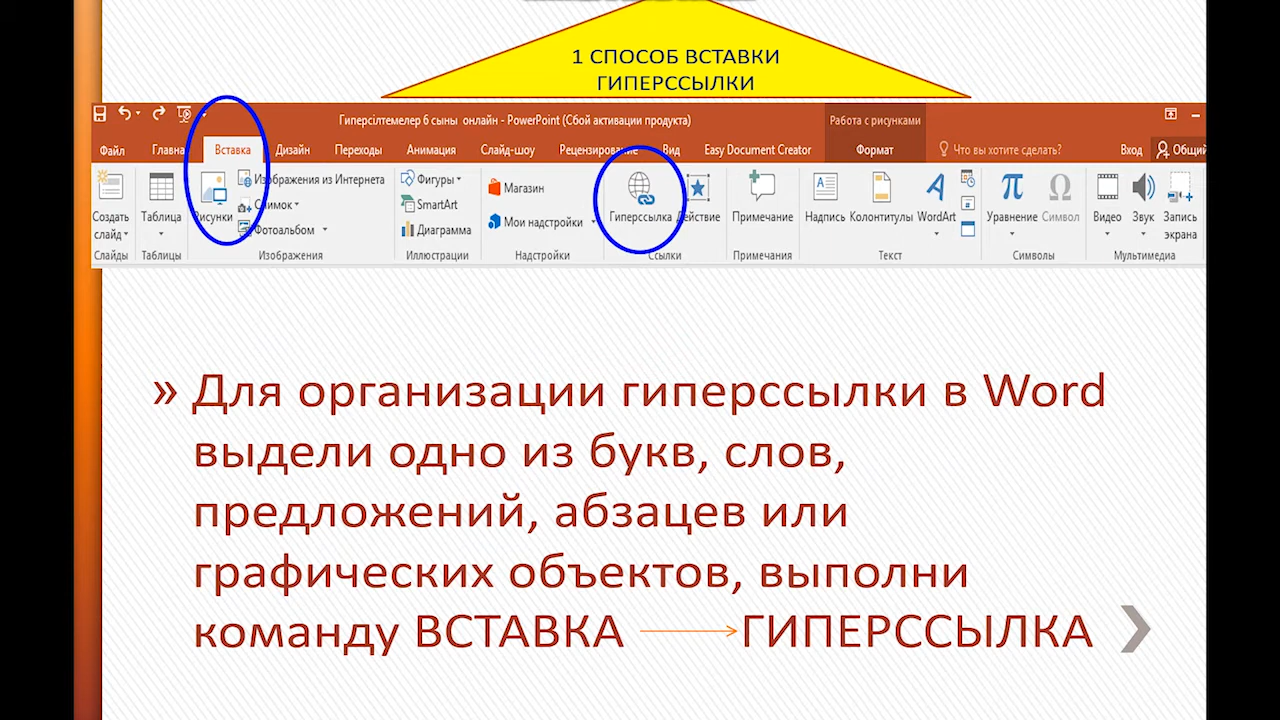 1 СПОСОБ ВСТАВКИ
ГИПЕРССЫЛКИ
Гиперсілтемелер 6 сыны онлайн - PowerPoint (Сбой активации продукта)
Работа с рисунками
Файл Главна Вставка Дизайн Переходы Анимация Слайд-шоу Рецензирование Вид Easy Document Creator Формат Что вы хотите сделать? Вход Общий
Создать слайд Таблица Рисунки Изображения из Интернета Снимок Фотоальбом Фигуры SmartArt Диаграмма Магазин Мои надстройки Гиперссылка Действие Примечание Надпись Колонтитулы WordArt Уравнение Символ Видео Звук Запись экрана
Слайды Таблицы Изображения Иллюстрации Надстройки Ссылки Примечания Текст Символы Мультимедиа
» Для организации гиперссылки в Word
выдели одно из букв, слов,
предложений, абзацев или
графических объектов, выполни
команду ВСТАВКА ГИПЕРССЫЛКА